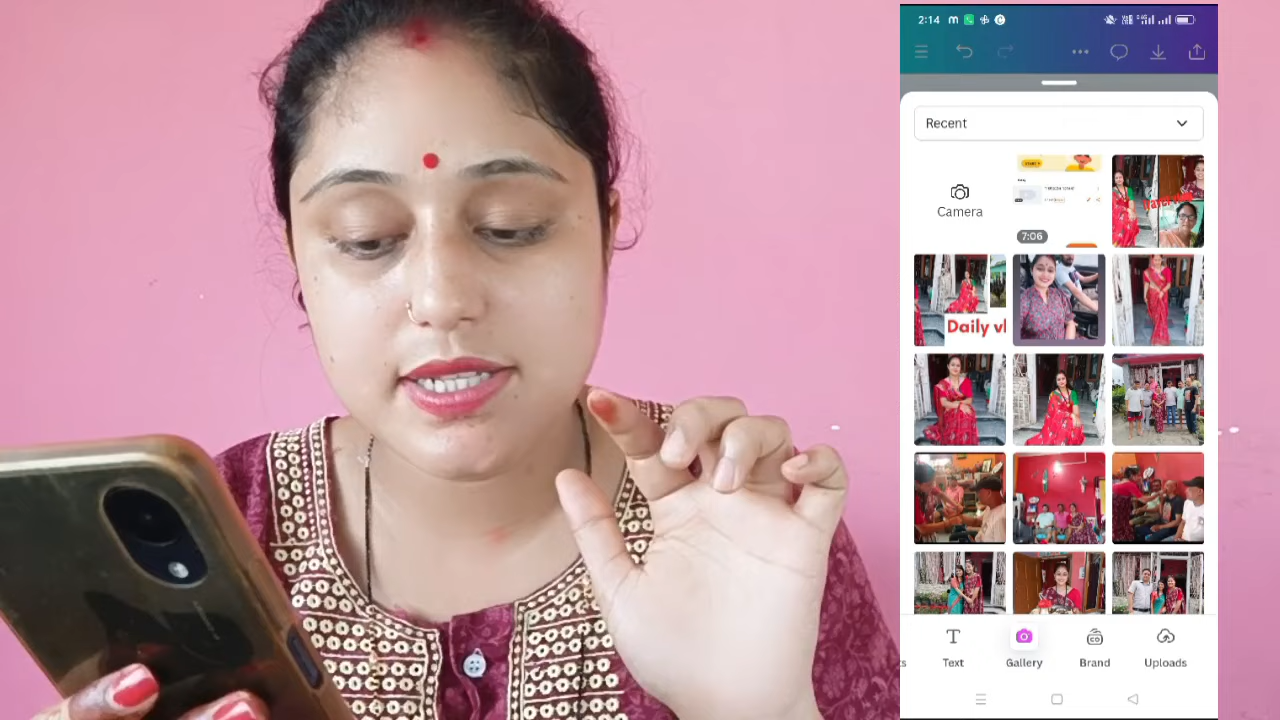 2:14
Recent
Camera
7:06
Daily vl
Text
Gallery
Brand
Uploads